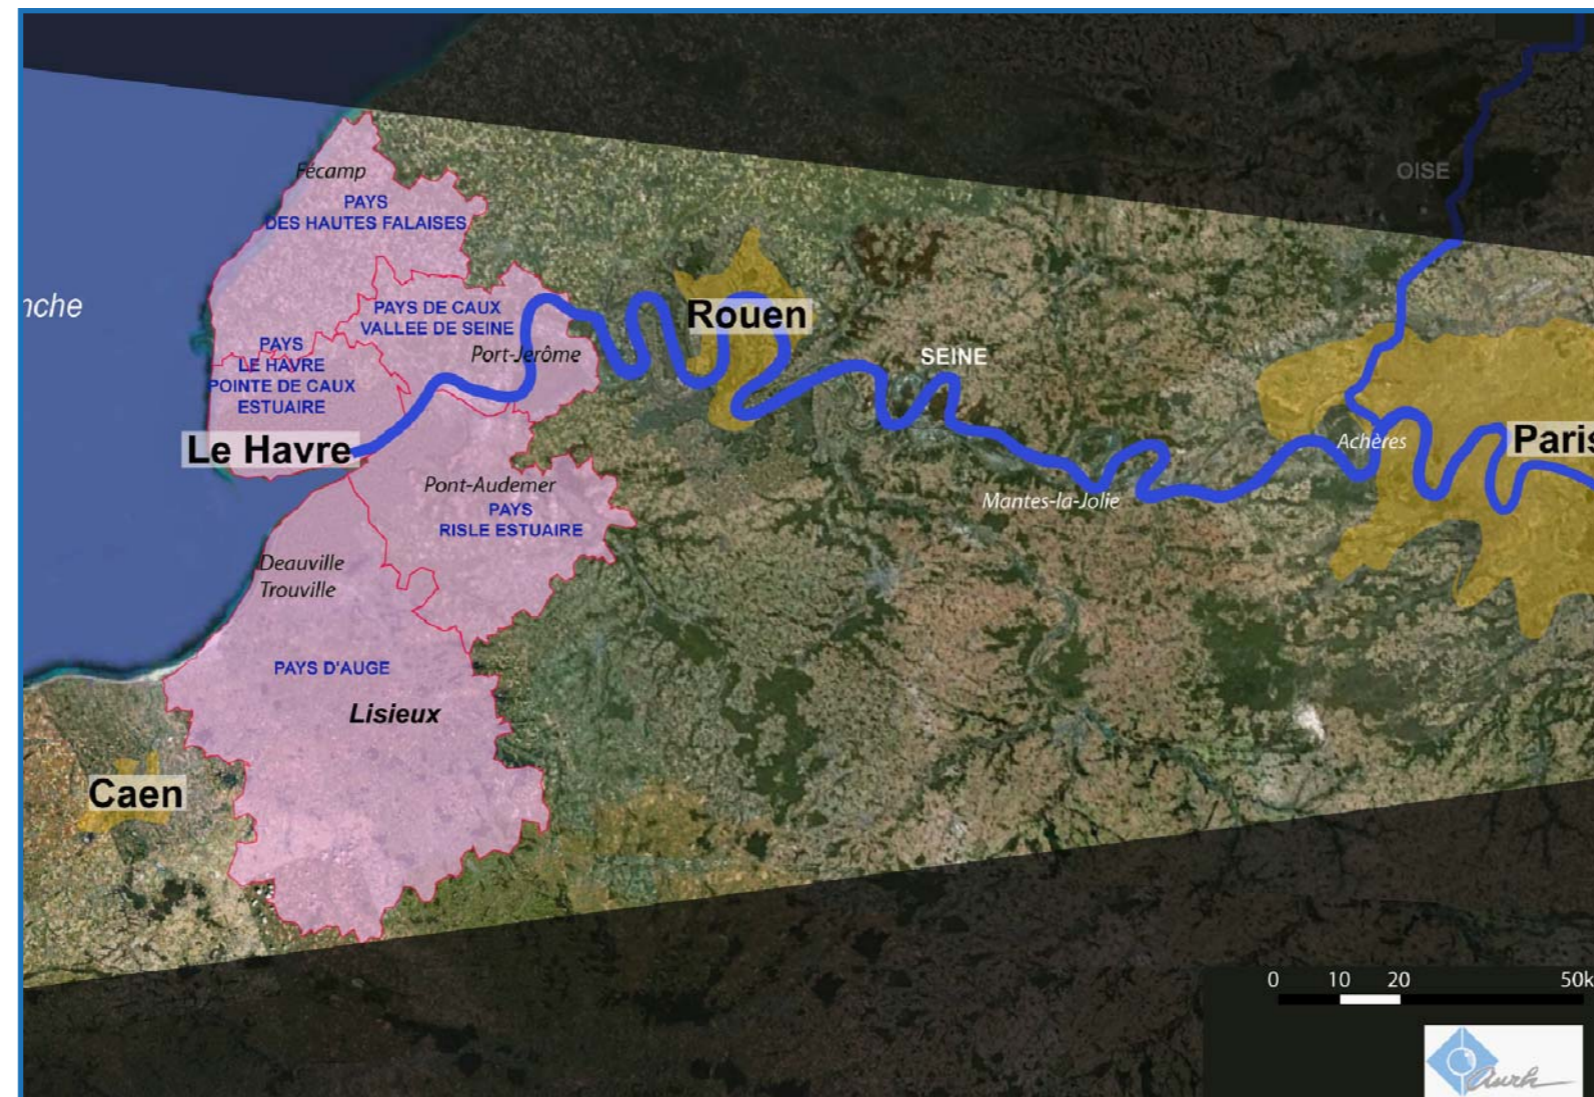 OISE
Fécamp
PAYS
DES HAUTES FALAISES
nche
PAYS DE CAUX
VALLEE DE SEINE
Rouen
PAYS
LE HAVRE
POINTE DE CAUX
ESTUAIRE
Port-Jerôme
SEINE
Le Havre
Achères
Paris
Pont-Audemer
PAYS
RISLE ESTUAIRE
Mantes-la-Jolie
Deauville
Trouville
PAYS D'AUGE
Lisieux
Caen
0 10 20 50k
aurh